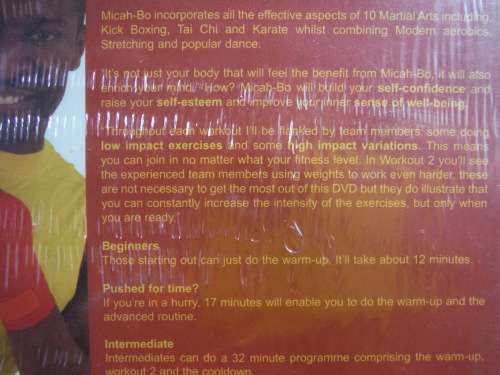 Micah-Bo incorporates all the effective aspects of 10 Martial Arts including
Kick Boxing, Tai Chi and Karate whilst combining Modern aerobics,
Stretching and popular dance.
"It's not just your body that will feel the benefit from Micah-Bo, it will also
enrich your mind." How? Micah-Bo will build your self-confidence and
raise your self-esteem and improve your inner sense of well-being.
"Throughout each workout I'll be flanked by team members, some doing
low impact exercises and some high impact variations. This means
you can join in no matter what your fitness level. In Workout 2 you'll see
the experienced team members using weights to work even harder, these
are not necessary to get the most out of this DVD but they do illustrate that
you can constantly increase the intensity of the exercises, but only when
you are ready."
Beginners
Those starting out can just do the warm-up. It'll take about 12 minutes.
Pushed for time?
If you're in a hurry, 17 minutes will enable you to do the warm-up and the
advanced routine.
Intermediate
Intermediates can do a 32 minute programme comprising the warm-up,
workout 2 and the cooldown.